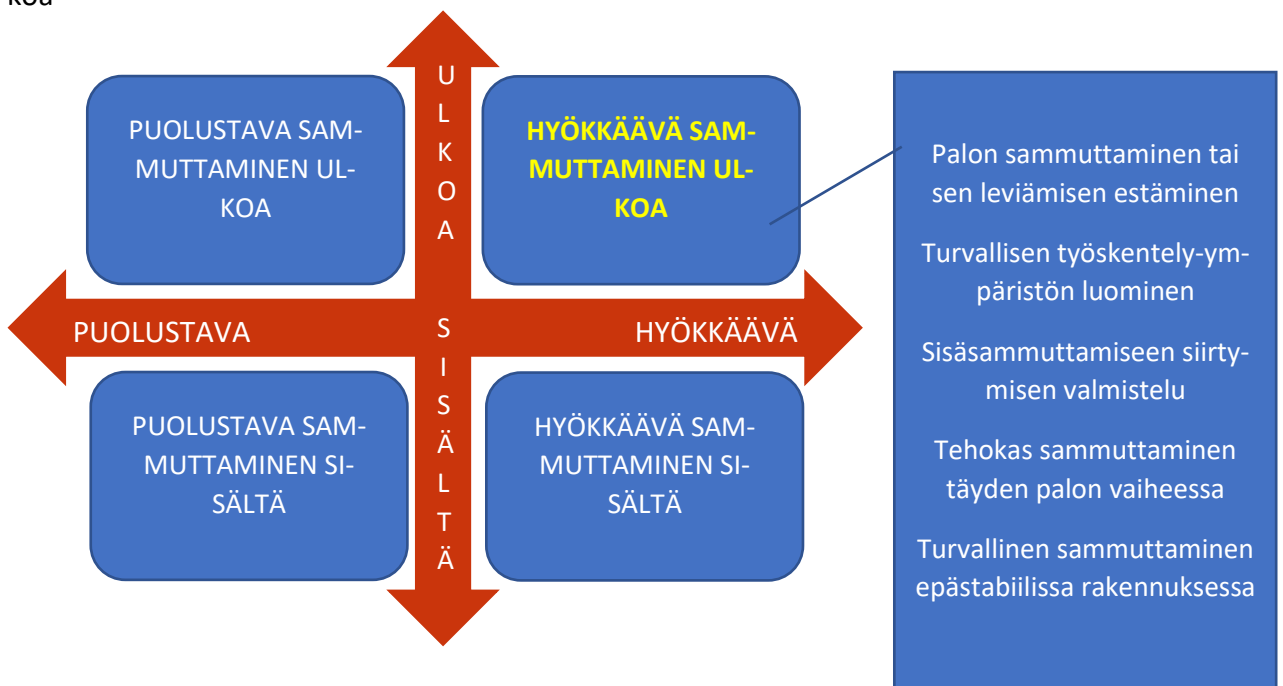 koa
PUOLUSTAVA SAM-
MUTTAMINEN UL-
KOA
HYÖKKÄÄVÄ SAM-
MUTTAMINEN UL-
KOA
ULKOA
SISÄLTÄ
PUOLUSTAVA
HYÖKKÄÄVÄ
PUOLUSTAVA SAM-
MUTTAMINEN SI-
SÄLTÄ
HYÖKKÄÄVÄ SAM-
MUTTAMINEN SI-
SÄLTÄ
Palon sammuttaminen tai
sen leviämisen estäminen
Turvallisen työskentely-ym-
päristön luominen
Sisäsammuttamiseen siirty-
misen valmistelu
Tehokas sammuttaminen
täyden palon vaiheessa
Turvallinen sammuttaminen
epästabiilissa rakennuksessa